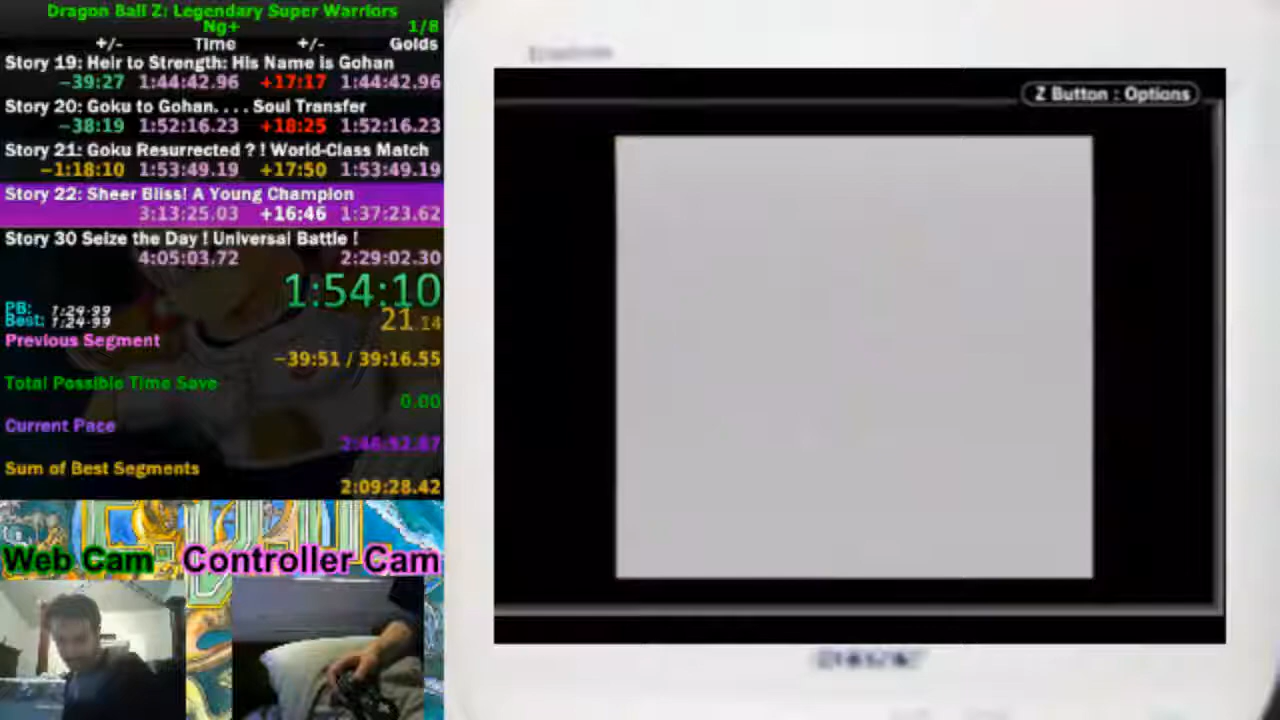 Dragon Ball Z: Legendary Super Warriors
Ng+ 1/8
+/- Time +/- Golds
Story 19: Heir to Strength: His Name is Gohan
-39:27 1:44:42.96 +17:17 1:44:42.96
Story 20: Goku to Gohan. . . . Soul Transfer
-38:19 1:52:16.23 +18:25 1:52:16.23
Story 21: Goku Resurrected ? ! World-Class Match
-1:18:10 1:53:49.19 +17:50 1:53:49.19
Story 22: Sheer Bliss! A Young Champion
3:13:25.03 +16:46 1:37:23.62
Story 30 Seize the Day ! Universal Battle !
4:05:03.72 2:29:02.30
1:54:10
PB: 1:24.99
Best: 1:24.99
21.14
Previous Segment
-39:51 / 39:16.55
Total Possible Time Save
0.00
Current Pace
Sum of Best Segments
2:09:28.42
Web Cam Controller Cam
Z Button : Options